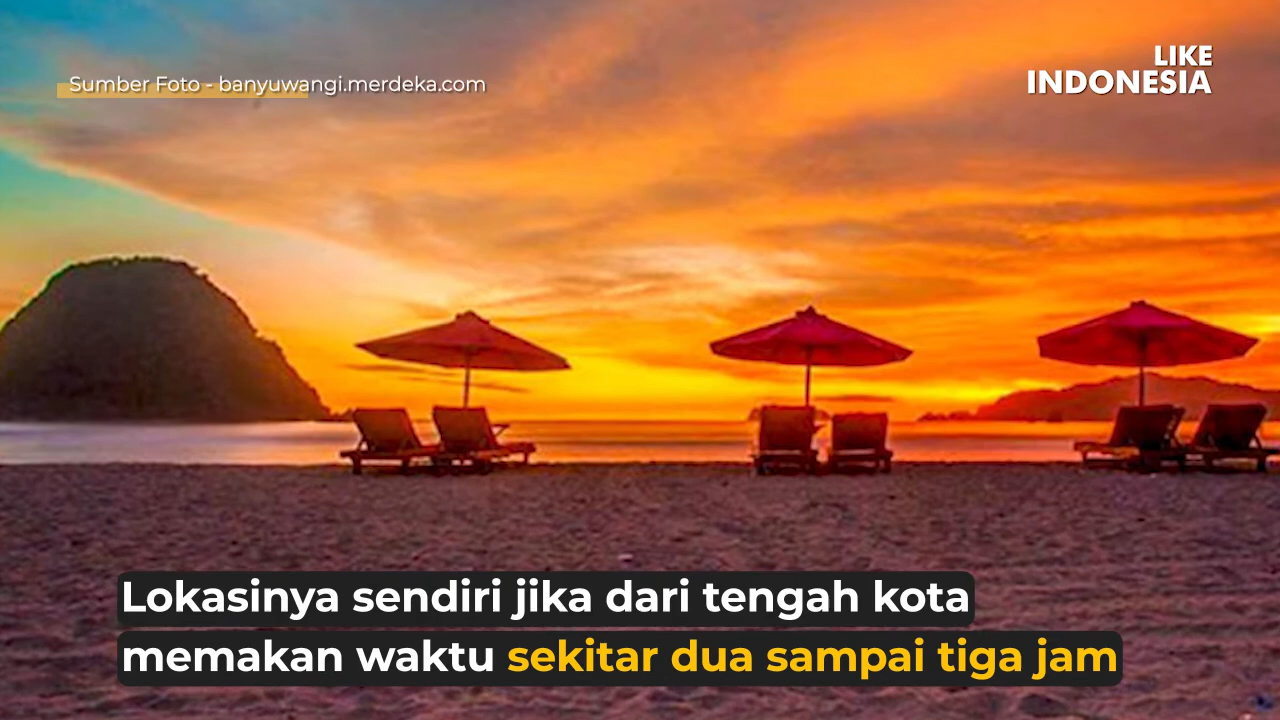 Sumber Foto - banyuwangi.merdeka.com
LIKE
INDONESIA
Lokasinya sendiri jika dari tengah kota
memakan waktu sekitar dua sampai tiga jam